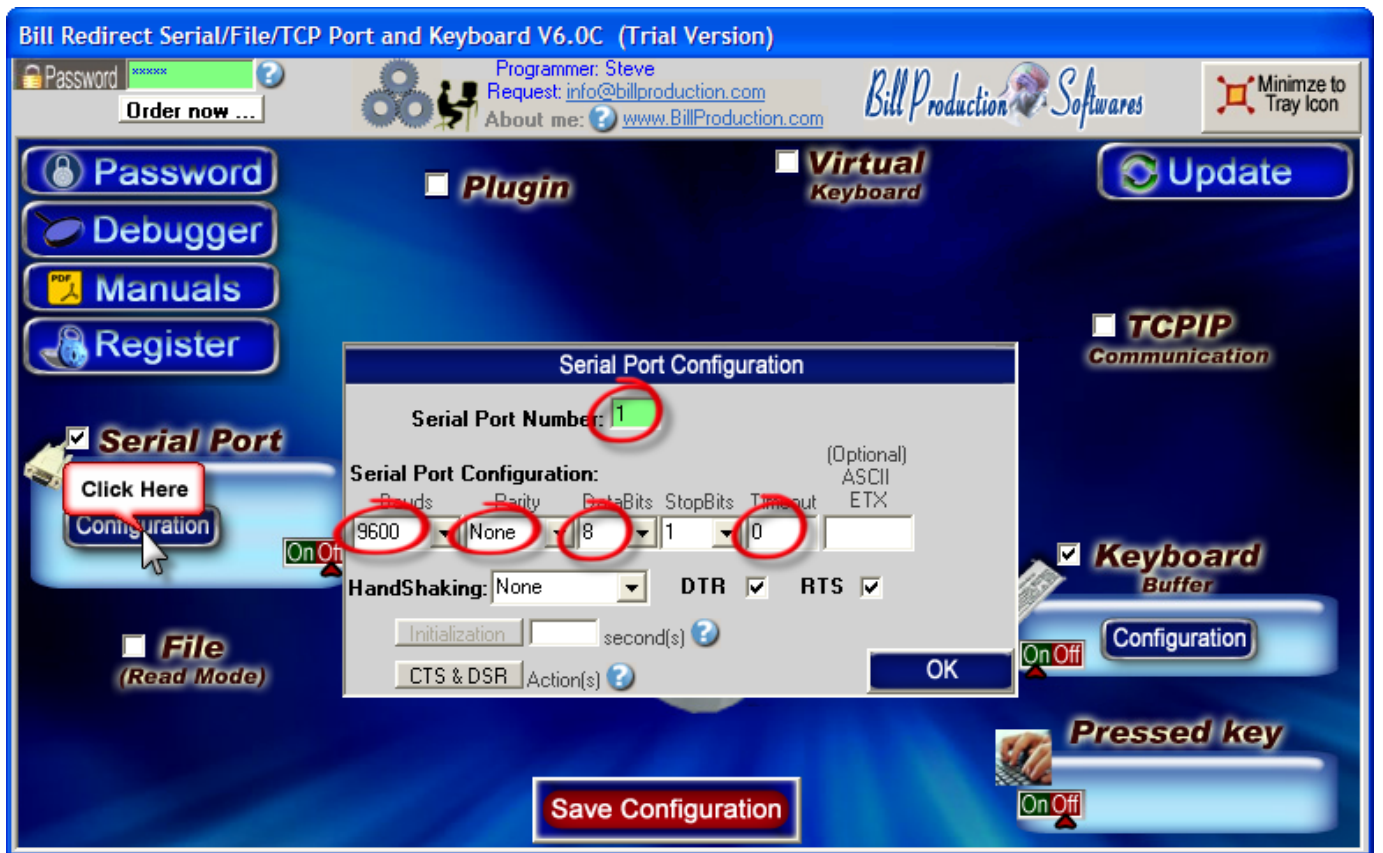 Bill Redirect Serial/File/TCP Port and Keyboard V6.0C (Trial Version)
Password *****
Order now ...
Programmer: Steve
Request: info@billproduction.com
About me: www.BillProduction.com
Bill Production Softwares
Minimze to
Tray Icon
Password
Debugger
PDF
Manuals
Register
Plugin
Virtual
Keyboard
Update
TCPIP
Communication
Serial Port
Click Here
Configuration
On Off
File
(Read Mode)
Serial Port Configuration
Serial Port Number: 1
Serial Port Configuration:
(Optional)
ASCII
Bauds Parity DataBits StopBits Timeout ETX
9600 None 8 1 0
HandShaking: None DTR RTS
Initialization second(s)
CTS & DSR Action(s)
OK
Keyboard
Buffer
Configuration
On Off
Pressed key
On Off
Save Configuration